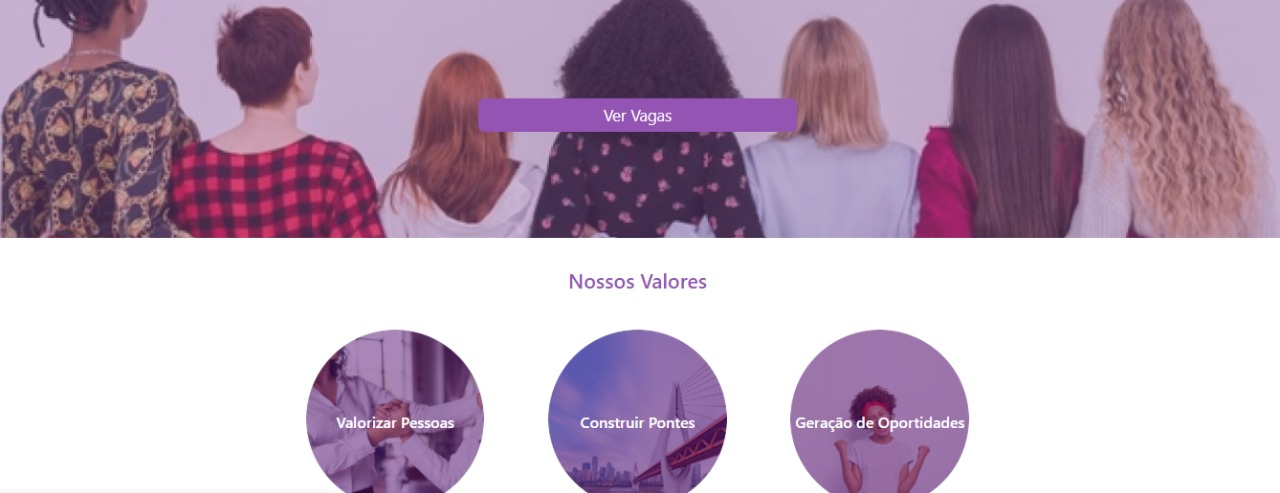 Ver Vagas
Nossos Valores
Valorizar Pessoas
Construir Pontes
Geração de Oportidades